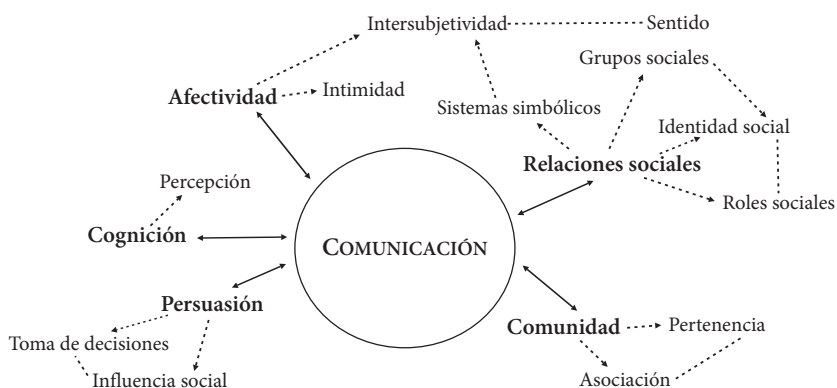 Intersubjetividad
Sentido
Grupos sociales
Afectividad
Intimidad
Sistemas simbólicos
Identidad social
Relaciones sociales
Percepción
Roles sociales
Cognición
COMUNICACIÓN
Persuasión
Comunidad
Pertenencia
Toma de decisiones
Influencia social
Asociación